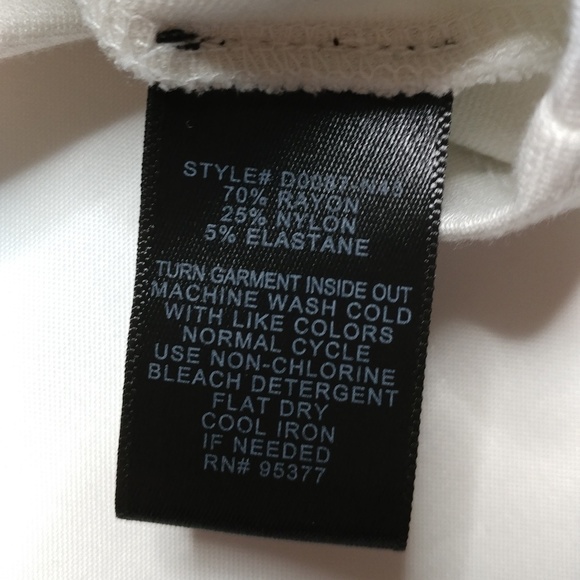 STYLE#
70% RAYON
25% NYLON
5% ELASTANE
TURN GARMENT INSIDE OUT
MACHINE WASH COLD
WITH LIKE COLORS
NORMAL CYCLE
USE NON-CHLORINE
BLEACH DETERGENT
FLAT DRY
COOL IRON
IF NEEDED
RN# 95377